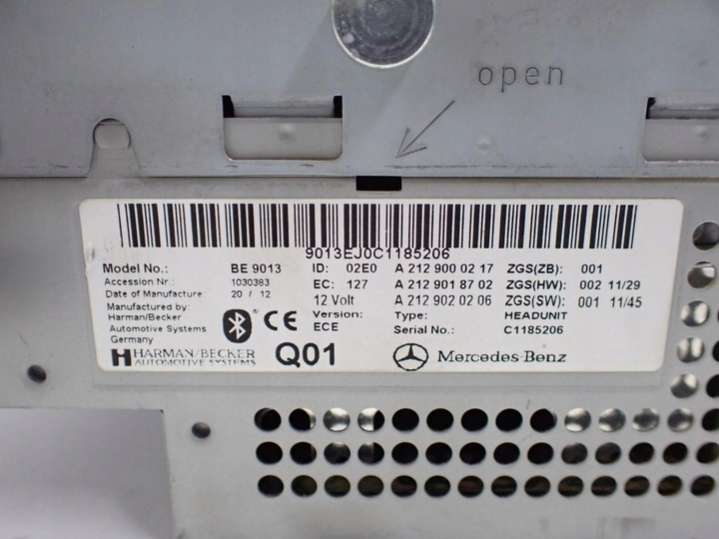 open
9013EJ0C1185206
Model No.: BE 9013 ID: 02E0 A 212 900 02 17 ZGS(ZB): 001
Accession Nr.: 1030383 EC: 127 A 212 901 87 02 ZGS(HW): 002 11/29
Date of Manufacture: 20 / 12 12 Volt A 212 902 02 06 ZGS(SW): 001 11/45
Manufactured by: Version: Type: HEADUNIT
Harman/Becker ECE Serial No.: C1185206
Automotive Systems
Germany
CE
HARMAN/BECKER Q01 Mercedes-Benz
AUTOMOTIVE SYSTEMS